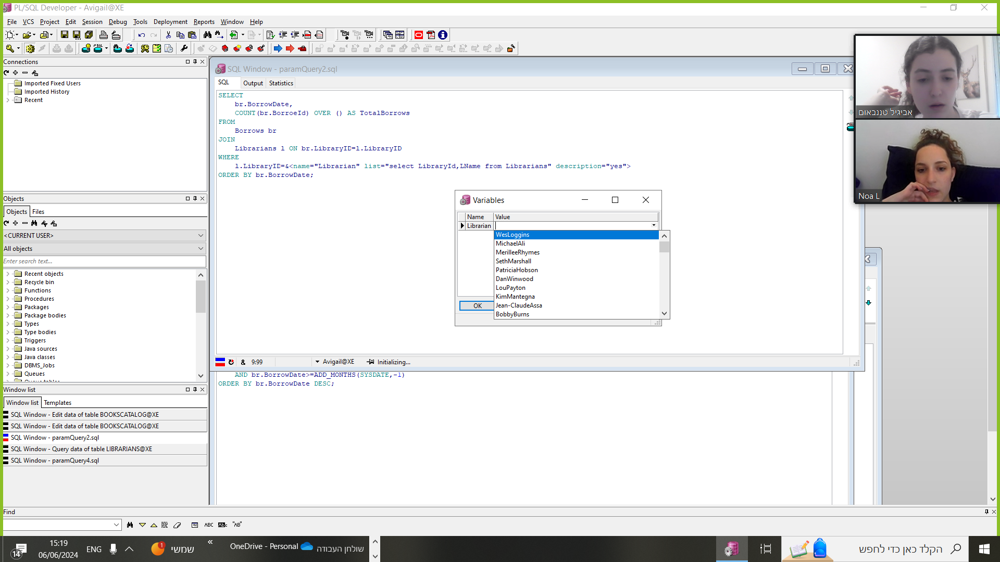 PL/SQL Developer - Avigail@XE
File VCS Project Edit Session Debug Tools Deployment Reports Window Help
Connections
Imported Fixed Users
Imported History
Recent
Objects
Objects Files
<CURRENT USER>
All objects
Enter search text...
Recent objects
Recycle bin
Functions
Procedures
Packages
Package bodies
Types
Type bodies
Triggers
Java sources
Java classes
DBMS_Jobs
Queues
Window list
Window list Templates
SQL Window - Edit data of table BOOKSCATALOG@XE
SQL Window - Edit data of table BOOKSCATALOG@XE
SQL Window - paramQuery2.sql
SQL Window - Query data of table LIBRARIANS@XE
SQL Window - paramQuery4.sql
SQL Window - paramQuery2.sql
SQL Output Statistics
SELECT
br.BorrowDate,
COUNT(br.BorroeId) OVER () AS TotalBorrows
FROM
Borrows br
JOIN
Librarians l ON br.LibraryID=l.LibraryID
WHERE
l.LibraryID=&<name="Librarian" list="select LibraryId,LName from Librarians" description="yes">
ORDER BY br.BorrowDate;
Variables
Name Value
Librarian
WesLoggins
MichaelAli
MerilleeRhymes
SethMarshall
PatriciaHobson
DanWinwood
LouPayton
KimMantegna
Jean-ClaudeAssa
BobbyBurns
OK
& 9:99 Avigail@XE Initializing...
AND br.BorrowDate>=ADD_MONTHS(SYSDATE,-1)
ORDER BY br.BorrowDate DESC;
אביגיל טננבאום
Noa L
Find
ABC "AB"
14
15:19
06/06/2024
ENG
1
שמשי
«
OneDrive - Personal
שולחן העבודה
הקלד כאן כדי לחפש